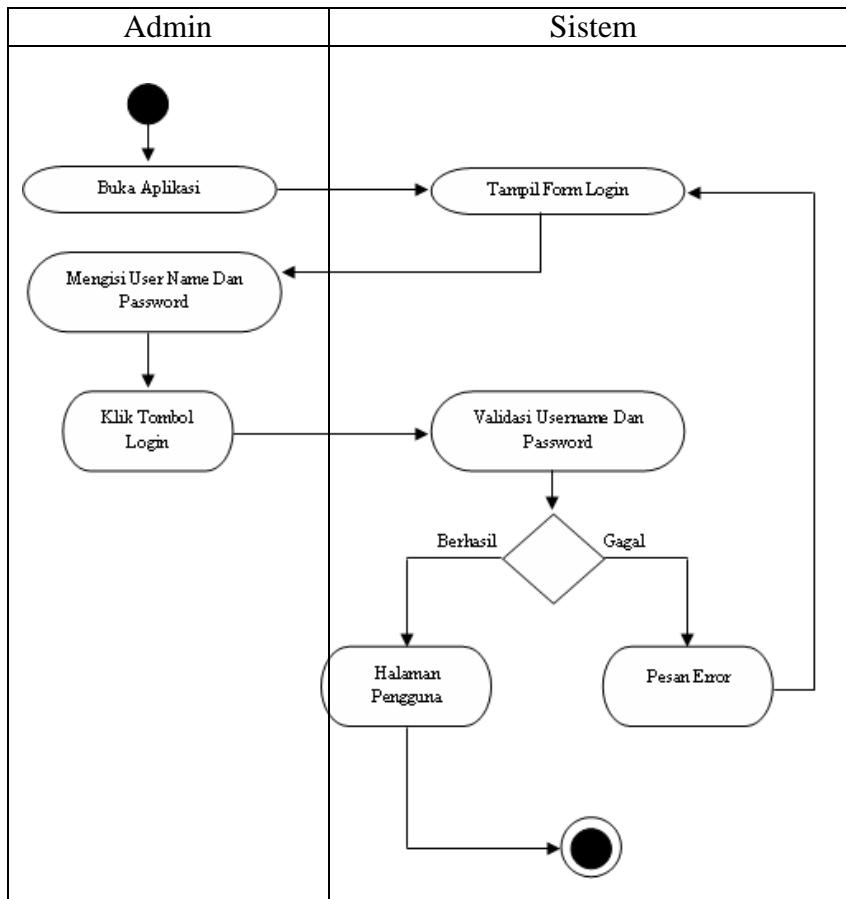 Admin
Sistem
Buka Aplikasi
Tampil Form Login
Mengisi User Name Dan
Password
Klik Tombol
Login
Validasi Username Dan
Password
Berhasil
Gagal
Halaman
Pengguna
Pesan Error